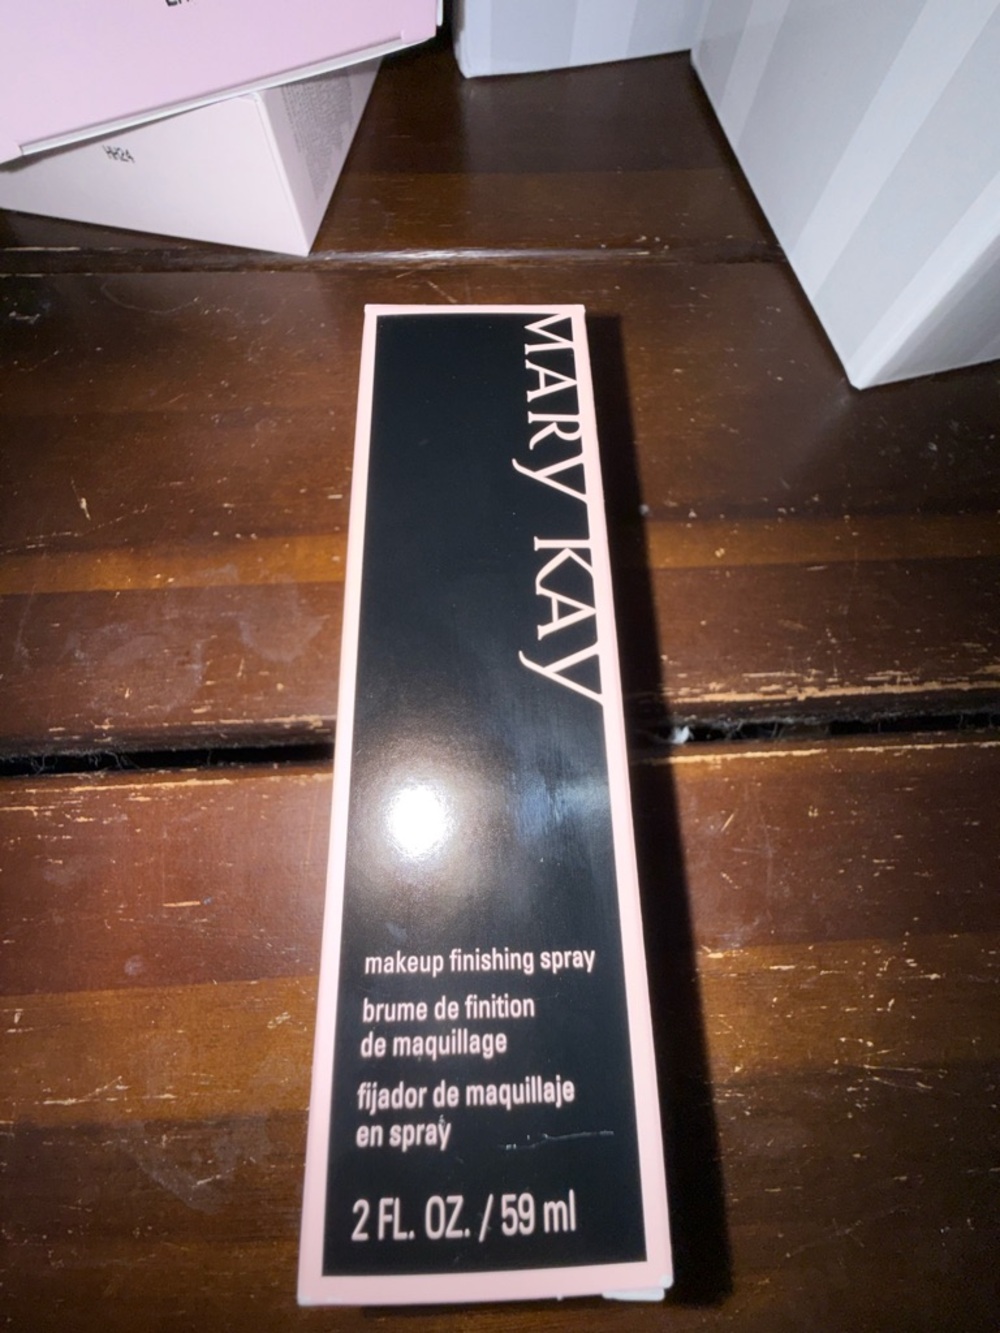 HH24
MARY KAY
makeup finishing spray
brume de finition
de maquillage
fijador de maquillaje
en spray
2 FL. OZ. / 59 ml